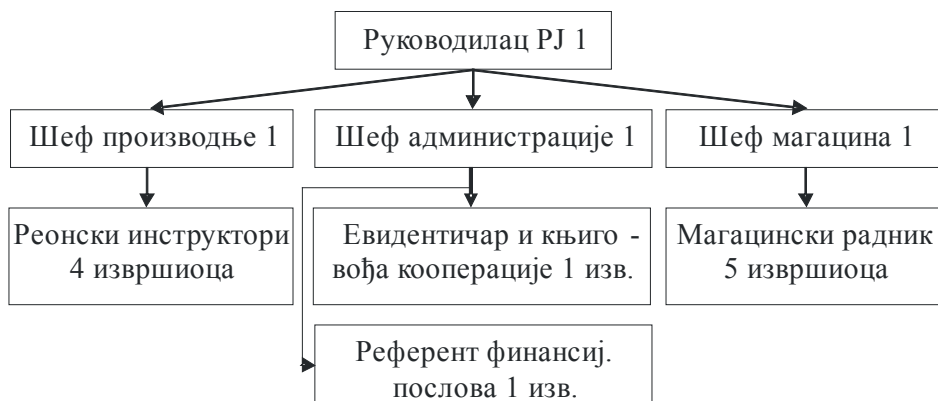 Руководилац РЈ 1
Шеф производње 1
Шеф администрације 1
Шеф магацина 1
Реонски инструктори
4 извршиоца
Евидентичар и књиго -
вођа кооперације 1 изв.
Магацински радник
5 извршиоца
Референт финансиј.
послова 1 изв.